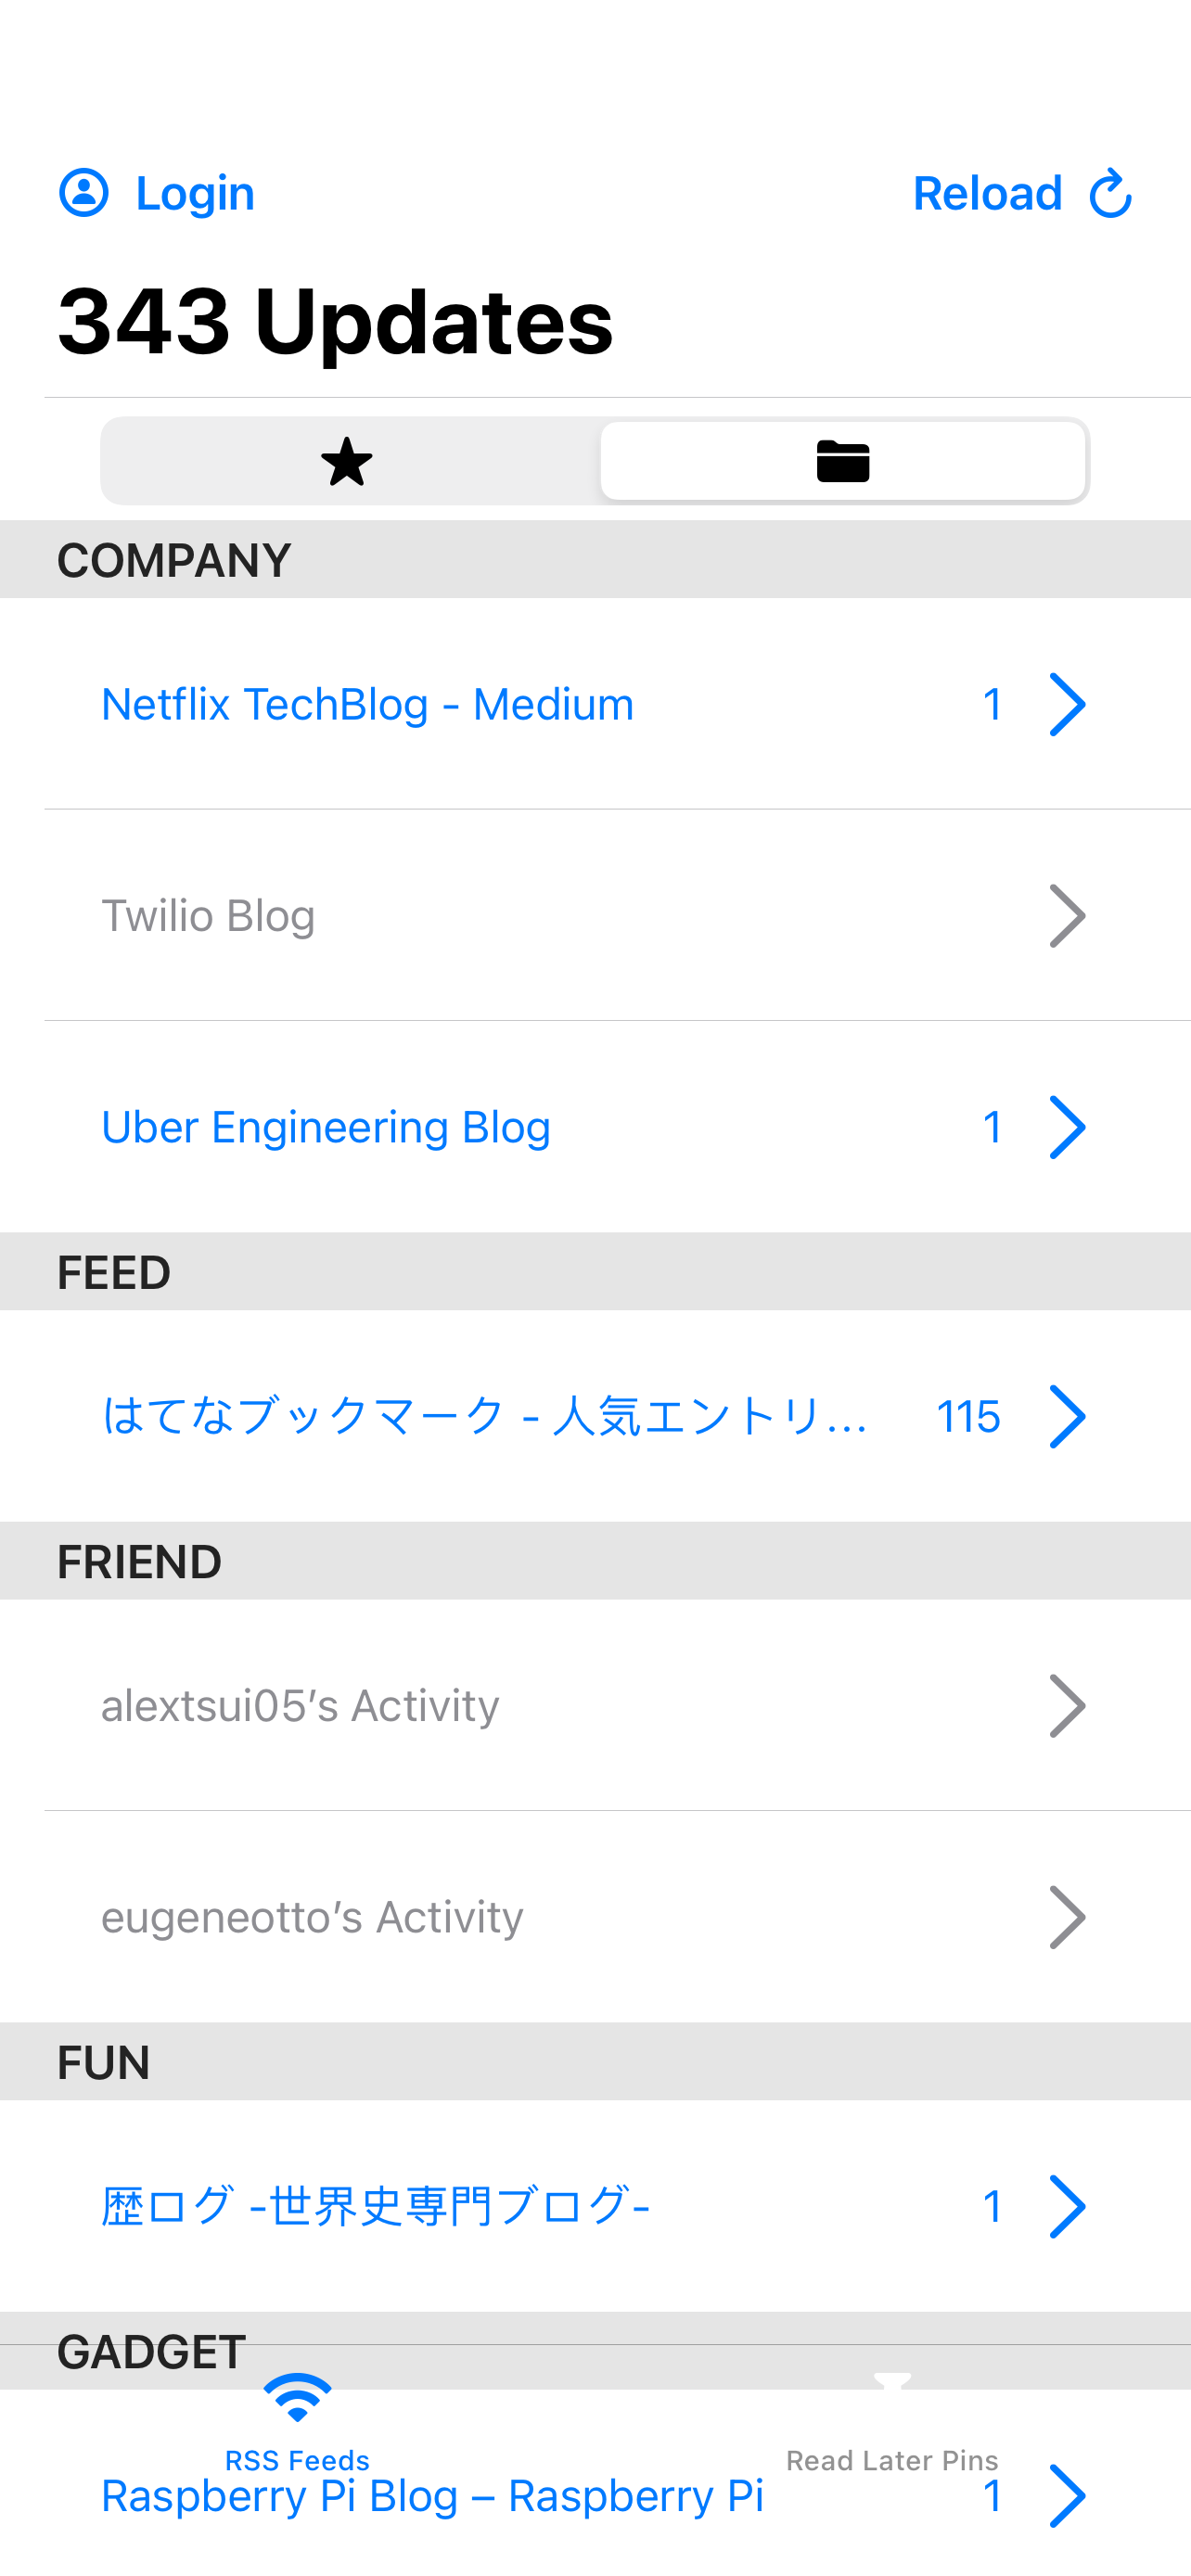 Login
Reload
343 Updates
COMPANY
Netflix TechBlog - Medium 1
Twilio Blog
Uber Engineering Blog 1
FEED
はてなブックマーク - 人気エントリ... 115
FRIEND
alextsui05’s Activity
eugeneotto’s Activity
FUN
歴ログ -世界史専門ブログ- 1
GADGET
RSS Feeds
Read Later Pins
Raspberry Pi Blog – Raspberry Pi 1